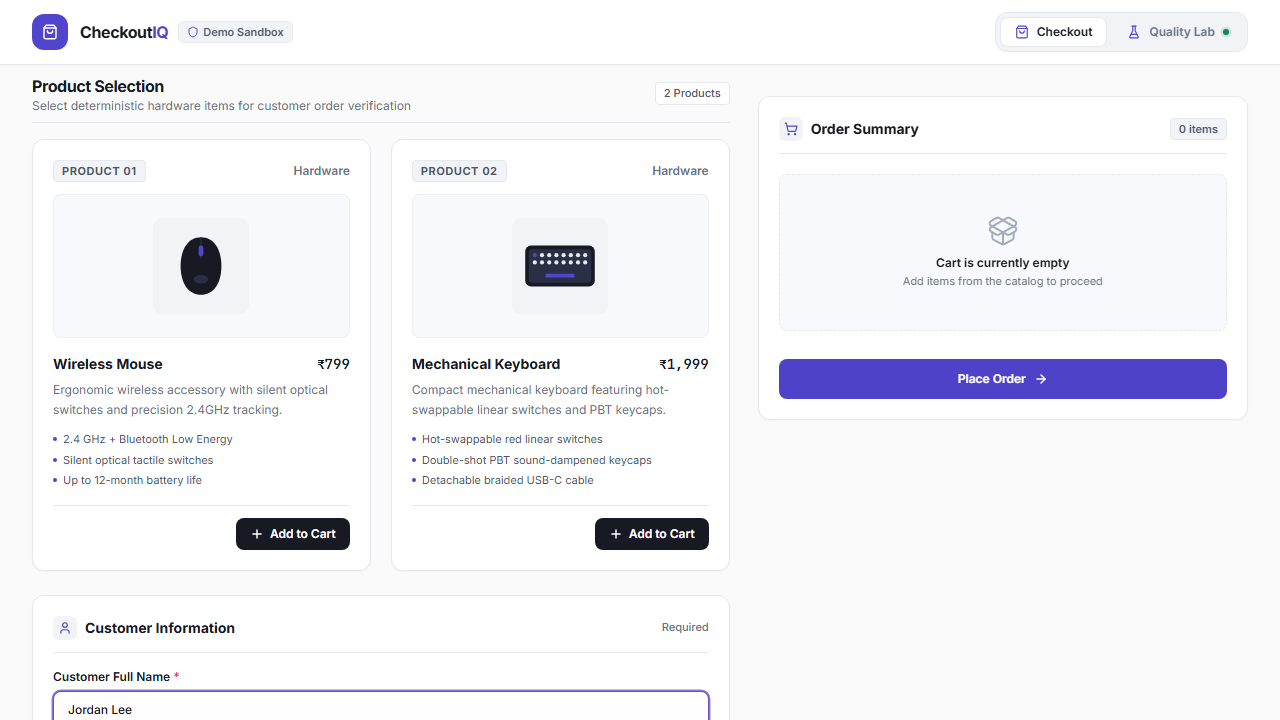 CheckoutIQ
Demo Sandbox
Checkout
Quality Lab
Product Selection
Select deterministic hardware items for customer order verification
2 Products
PRODUCT 01
Hardware
Wireless Mouse
₹799
Ergonomic wireless accessory with silent optical
switches and precision 2.4GHz tracking.
2.4 GHz + Bluetooth Low Energy
Silent optical tactile switches
Up to 12-month battery life
Add to Cart
PRODUCT 02
Hardware
Mechanical Keyboard
₹1,999
Compact mechanical keyboard featuring hot-
swappable linear switches and PBT keycaps.
Hot-swappable red linear switches
Double-shot PBT sound-dampened keycaps
Detachable braided USB-C cable
Add to Cart
Customer Information
Required
Customer Full Name *
Jordan Lee
Order Summary
0 items
Cart is currently empty
Add items from the catalog to proceed
Place Order